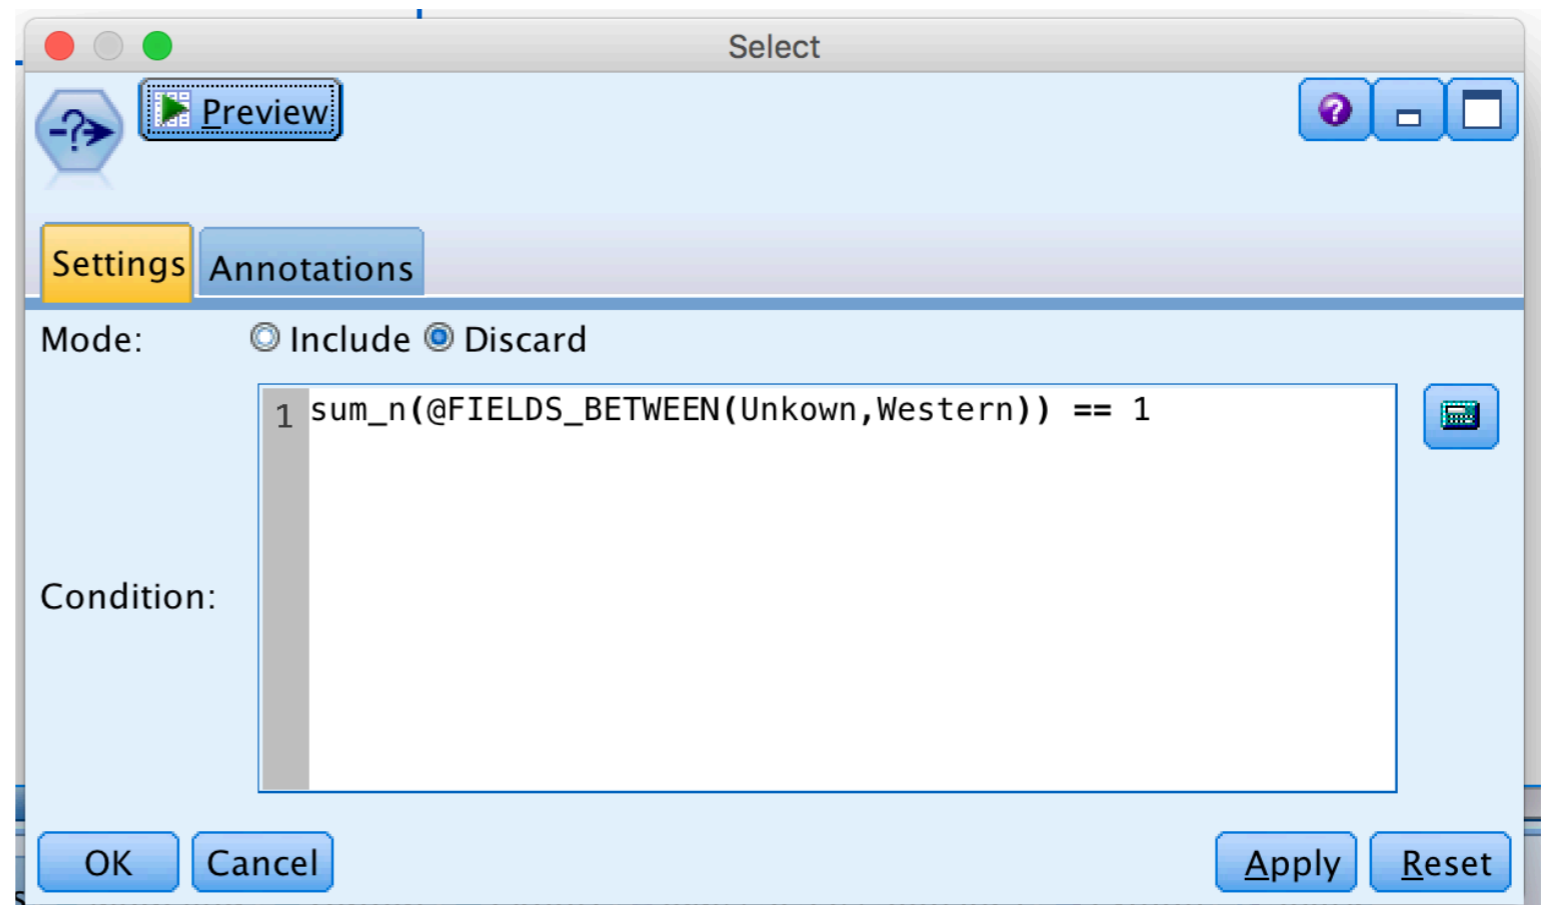 Select
Preview
Settings Annotations
Mode: Include Discard
1 sum_n(@FIELDS_BETWEEN(Unkown,Western)) == 1
Condition:
OK Cancel Apply Reset